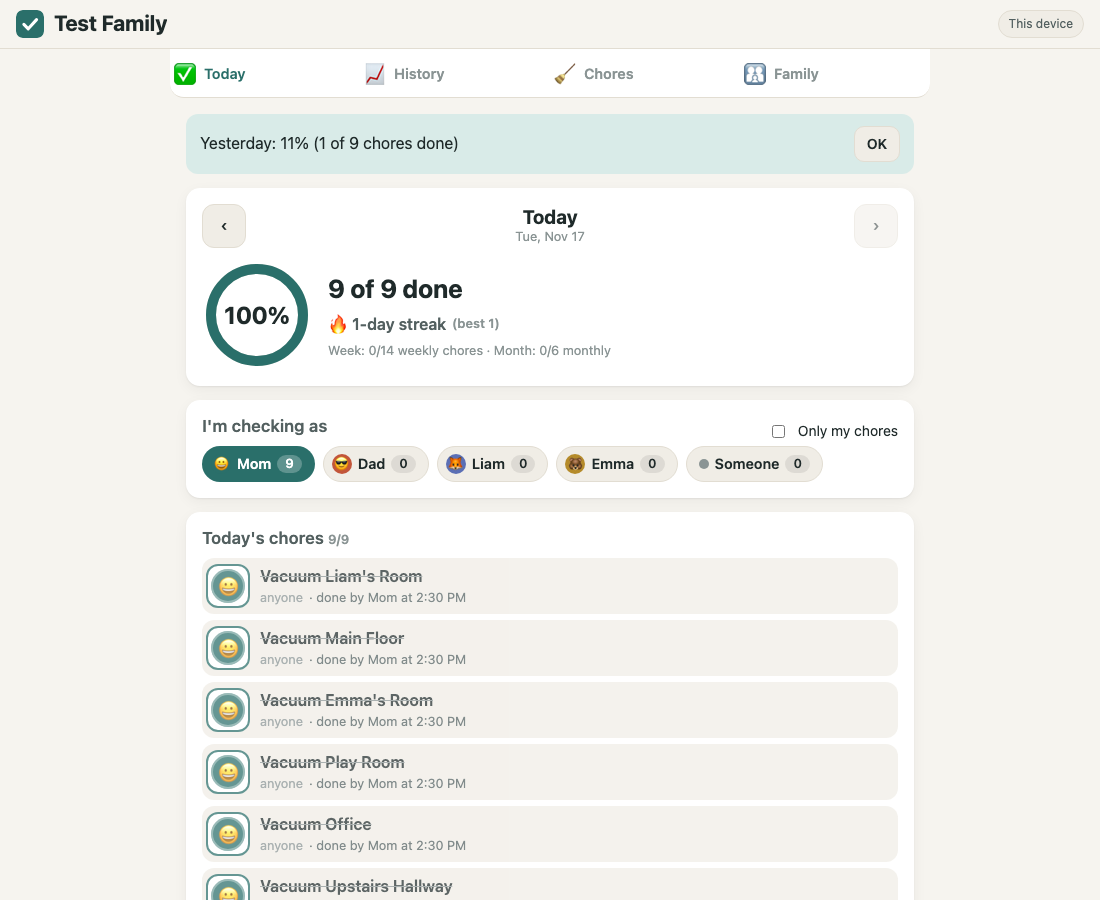 Test Family
This device
Today
History
Chores
Family
Yesterday: 11% (1 of 9 chores done)
OK
‹
Today
›
Tue, Nov 17
100%
9 of 9 done
1-day streak (best 1)
Week: 0/14 weekly chores · Month: 0/6 monthly
I'm checking as
Only my chores
Mom 9
Dad 0
Liam 0
Emma 0
Someone 0
Today's chores 9/9
Vacuum Liam's Room
anyone · done by Mom at 2:30 PM
Vacuum Main Floor
anyone · done by Mom at 2:30 PM
Vacuum Emma's Room
anyone · done by Mom at 2:30 PM
Vacuum Play Room
anyone · done by Mom at 2:30 PM
Vacuum Office
anyone · done by Mom at 2:30 PM
Vacuum Upstairs Hallway